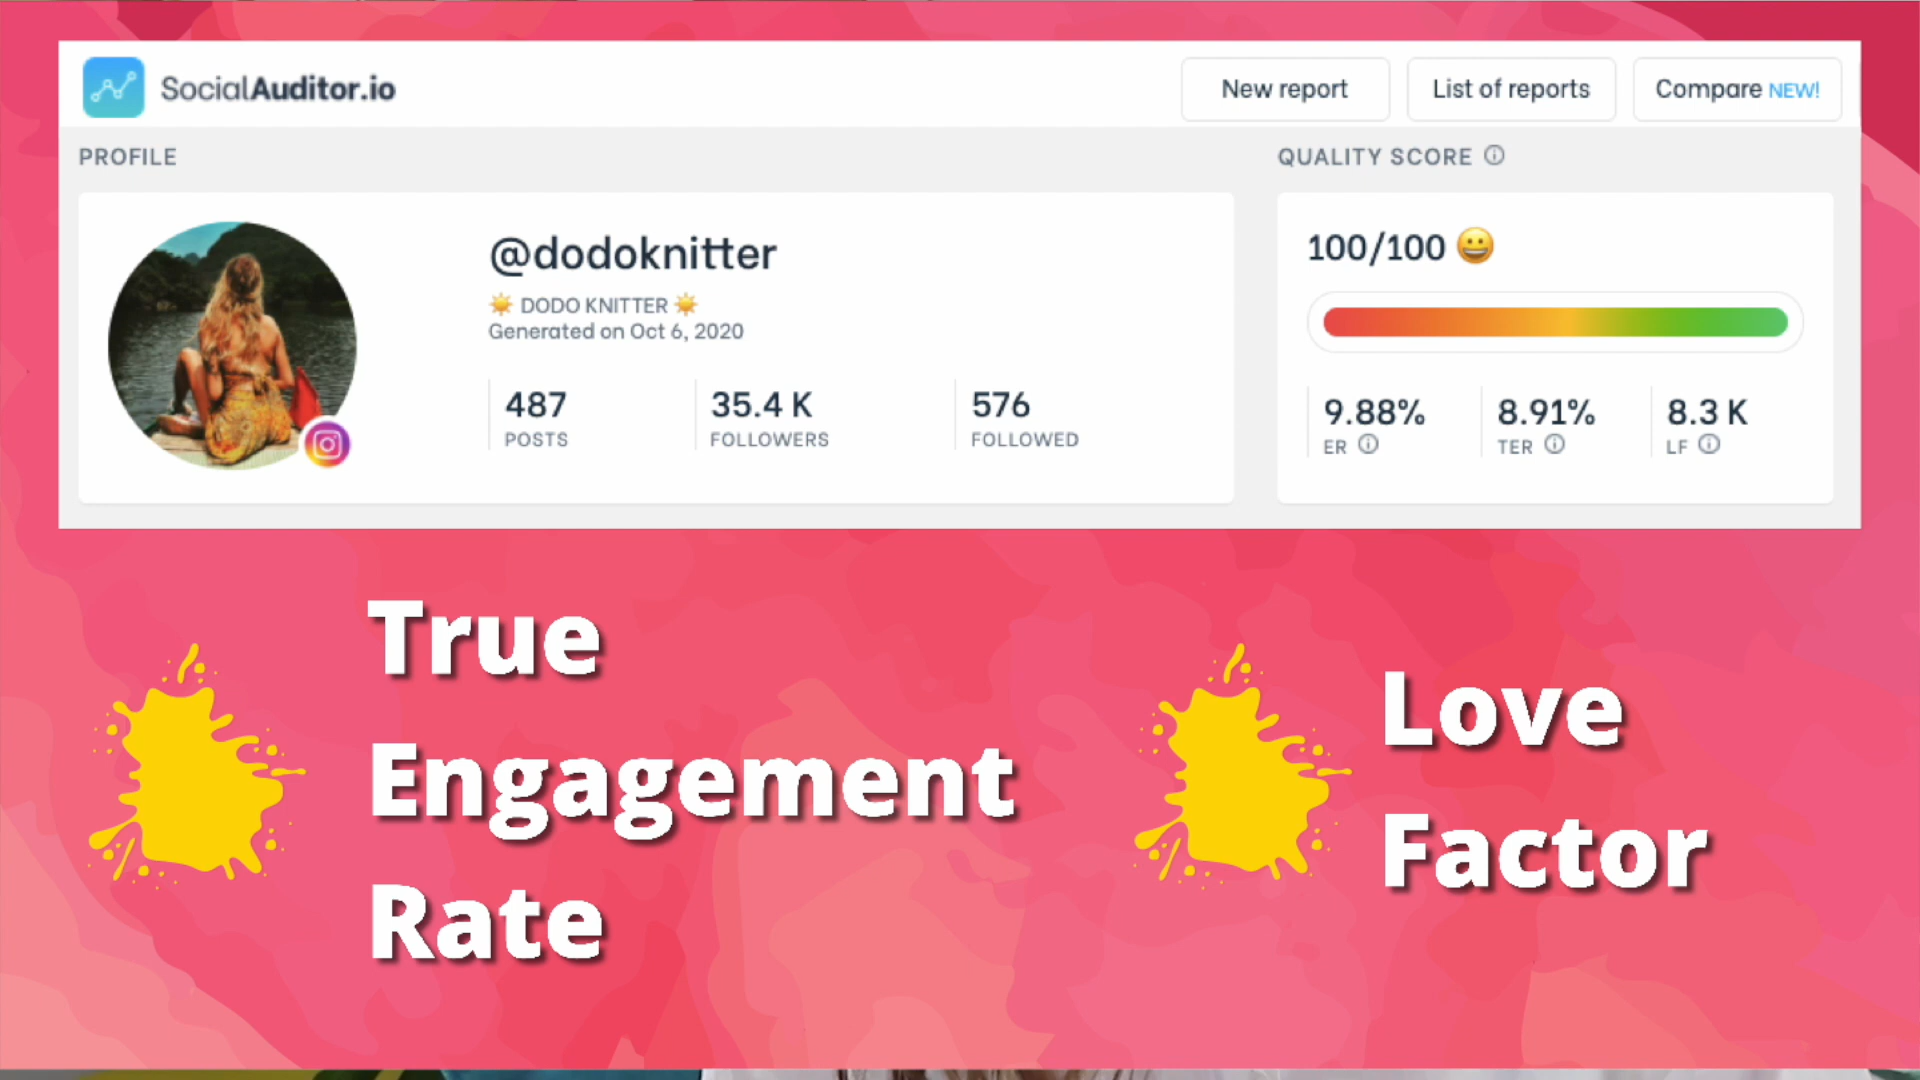 SocialAuditor.io
New report
List of reports
Compare NEW!
PROFILE
QUALITY SCORE
@dodoknitter
DODO KNITTER
Generated on Oct 6, 2020
487
POSTS
35.4 K
FOLLOWERS
576
FOLLOWED
100/100
9.88%
ER
8.91%
TER
8.3 K
LF
True
Engagement
Rate
Love
Factor